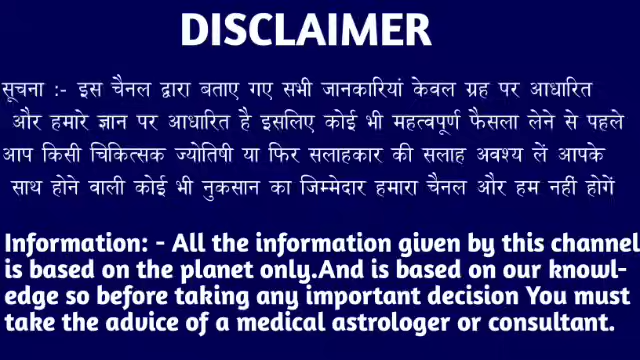 DISCLAIMER
सूचना :- इस चैनल द्वारा बताए गए सभी जानकारियां केवल ग्रह पर आधारित
और हमारे ज्ञान पर आधारित है इसलिए कोई भी महत्वपूर्ण फैसला लेने से पहले
आप किसी चिकित्सक ज्योतिषी या फिर सलाहकार की सलाह अवश्य लें आपके
साथ होने वाली कोई भी नुकसान का जिम्मेदार हमारा चैनल और हम नहीं होगें
Information: - All the information given by this channel
is based on the planet only.And is based on our knowl-
edge so before taking any important decision You must
take the advice of a medical astrologer or consultant.